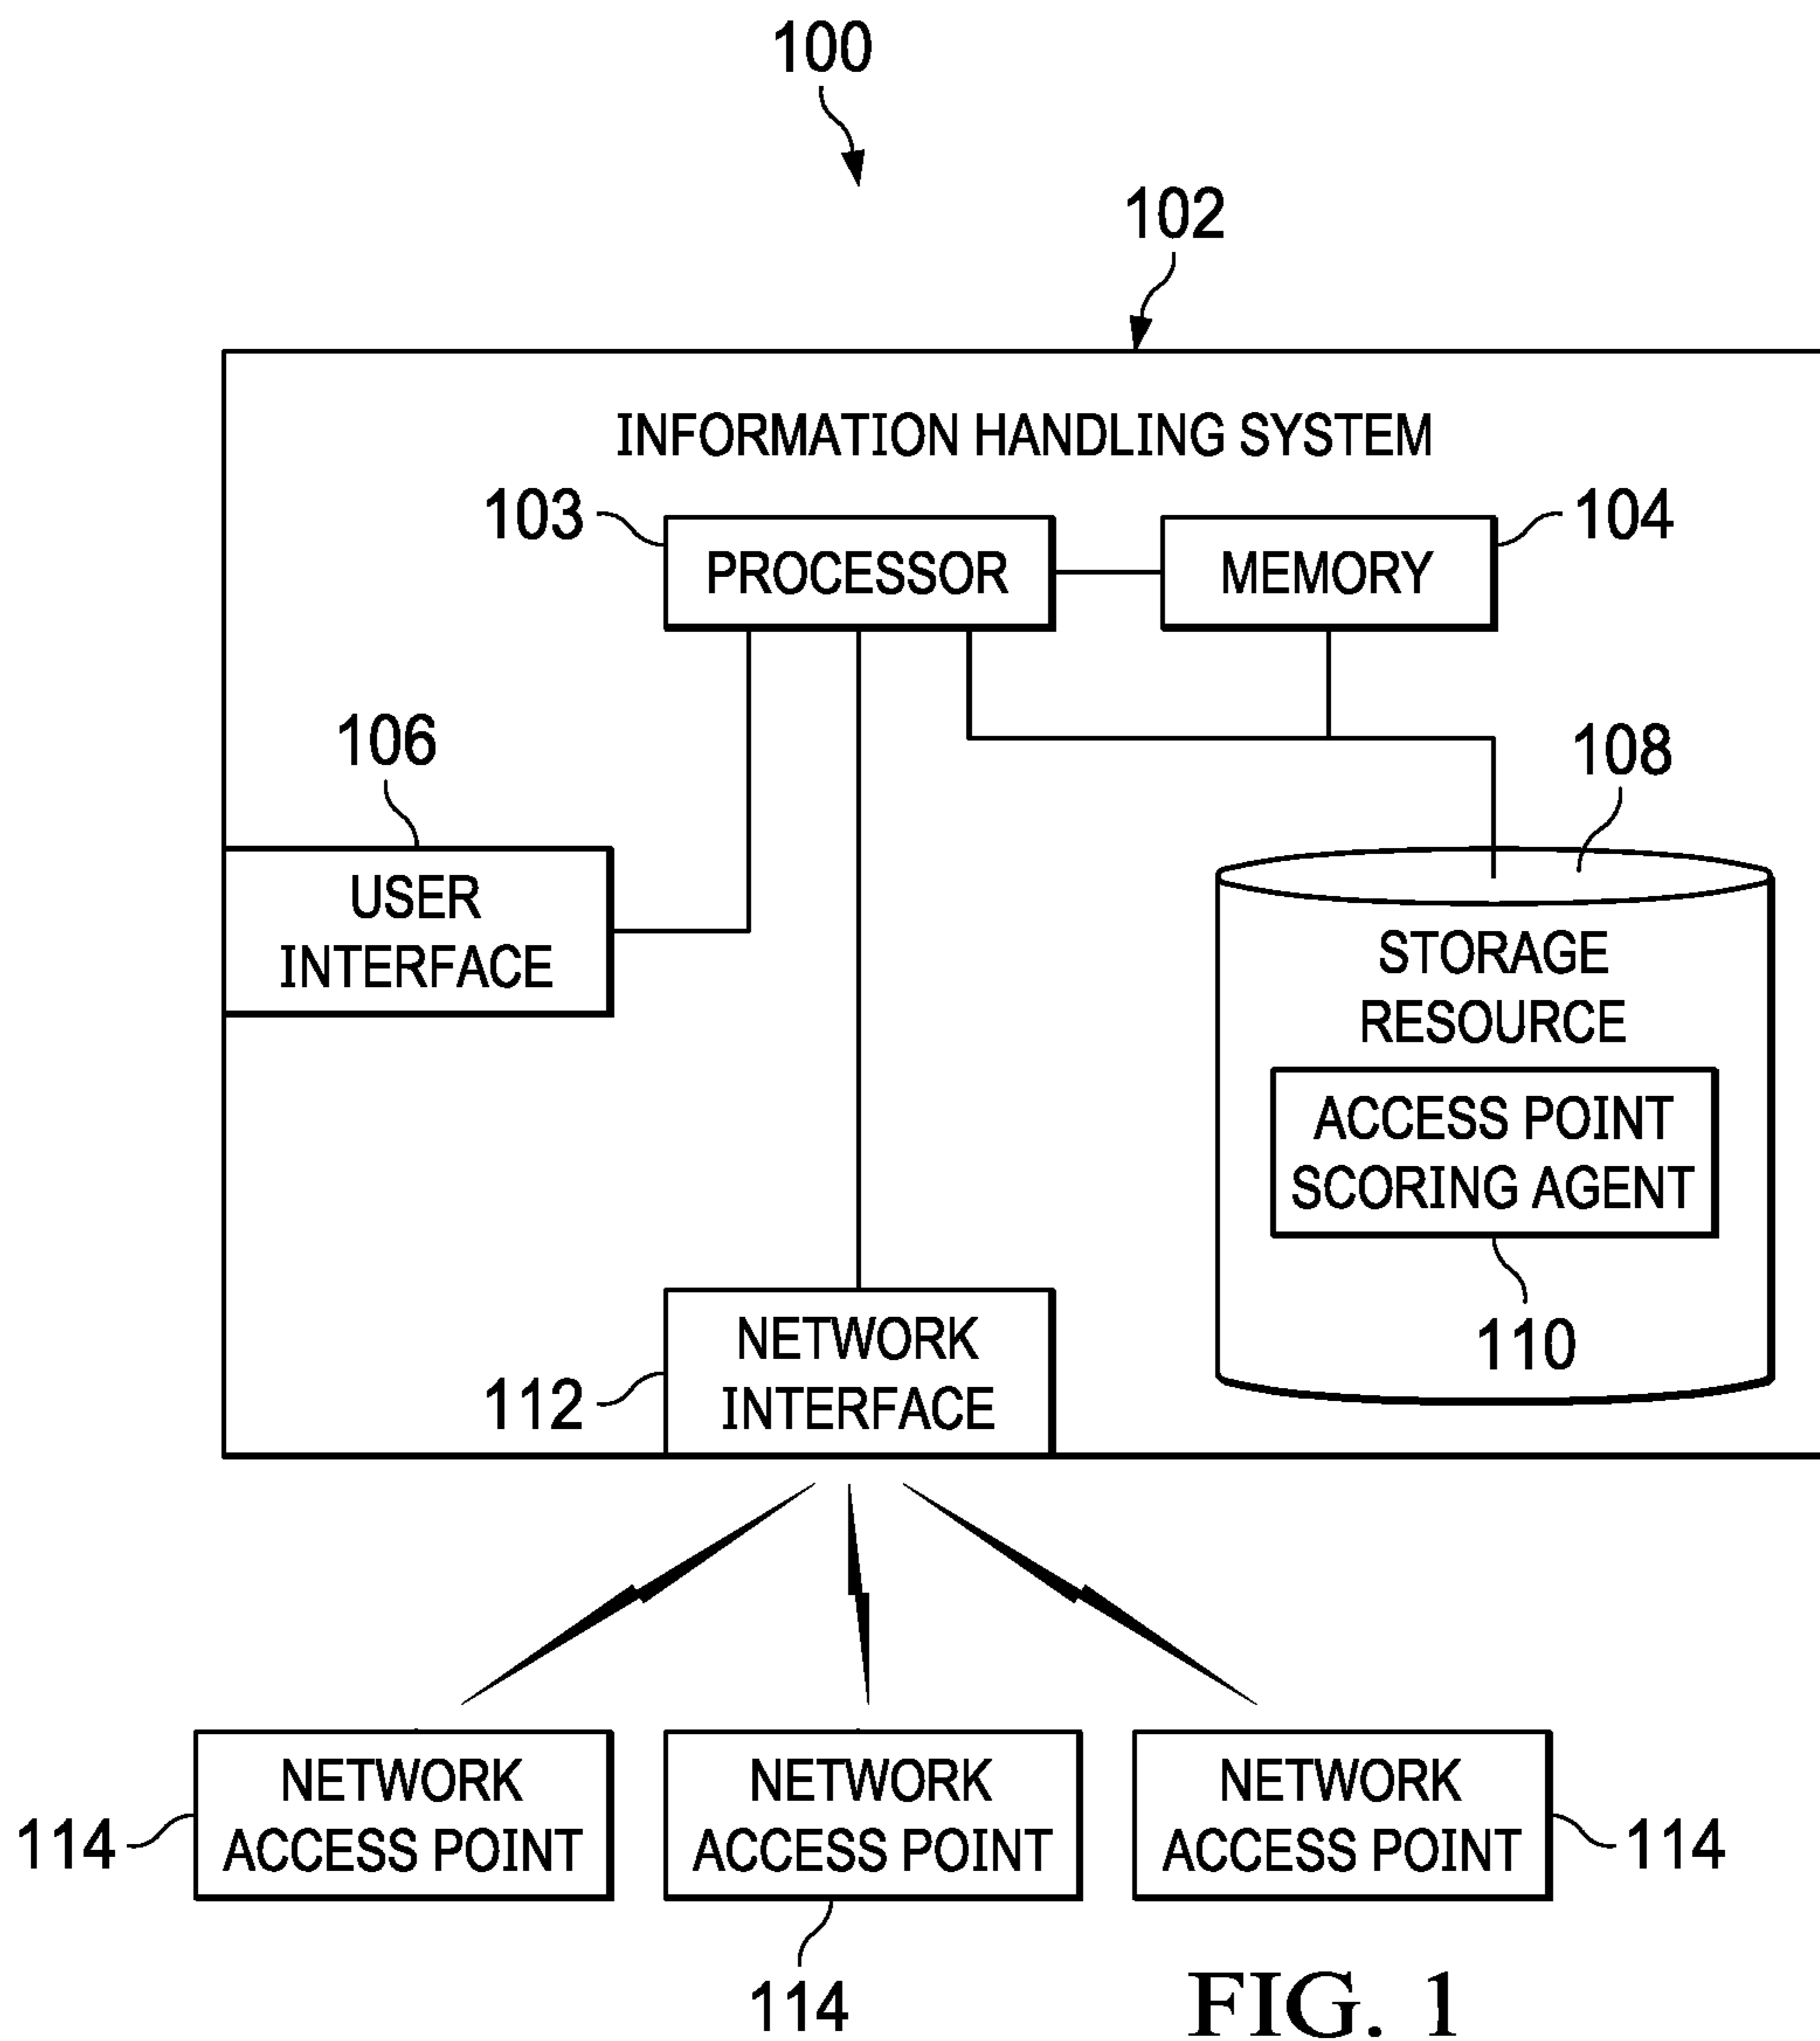 100
102
INFORMATION HANDLING SYSTEM
103
PROCESSOR
MEMORY
104
106
USER
INTERFACE
108
STORAGE
RESOURCE
ACCESS POINT
SCORING AGENT
110
112
NETWORK
INTERFACE
114
NETWORK
ACCESS POINT
NETWORK
ACCESS POINT
114
NETWORK
ACCESS POINT
114
FIG. 1